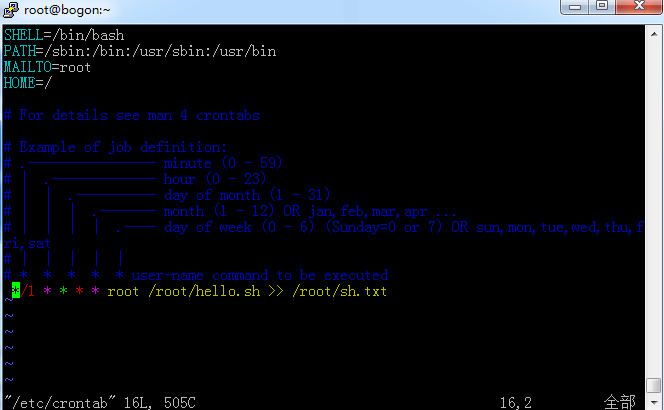 root@bogon:~
SHELL=/bin/bash
PATH=/sbin:/bin:/usr/sbin:/usr/bin
MAILTO=root
HOME=/
# For details see man 4 crontabs
# Example of job definition:
# .---------------- minute (0 - 59)
# |  .------------- hour (0 - 23)
# |  |  .---------- day of month (1 - 31)
# |  |  |  .------- month (1 - 12) OR jan,feb,mar,apr ...
# |  |  |  |  .---- day of week (0 - 6) (Sunday=0 or 7) OR sun,mon,tue,wed,thu,f
ri,sat
# |  |  |  |  |
# *  *  *  *  * user-name command to be executed
*/1 * * * * root /root/hello.sh >> /root/sh.txt
~
~
~
~
~
~
"/etc/crontab" 16L, 505C 16,2 全部